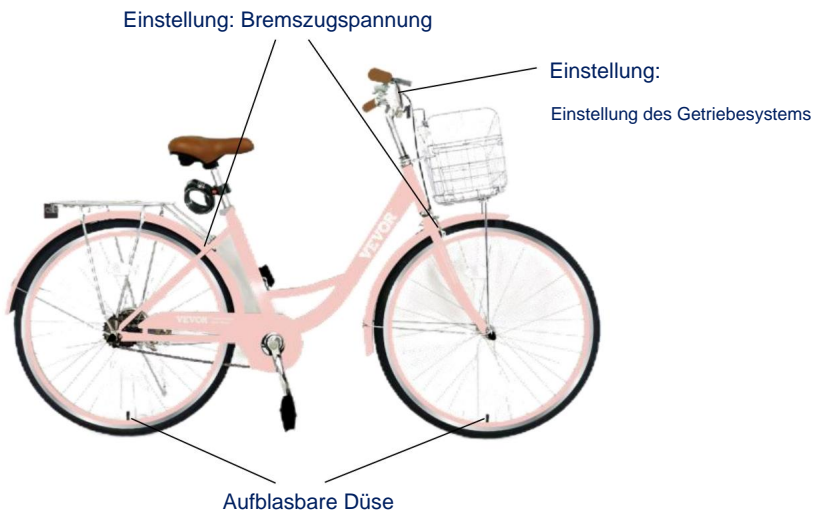 Einstellung: Bremszugspannung
Einstellung:
Einstellung des Getriebesystems
VEVOR
VEVOR
Aufblasbare Düse